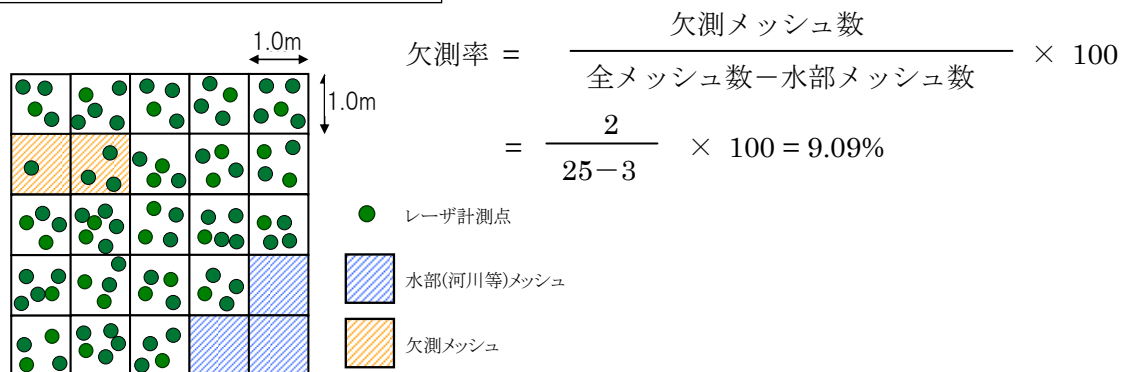 1.0m
1.0m
欠測率 = 欠測メッシュ数 / 全メッシュ数－水部メッシュ数 × 100
= 2 / 25－3 × 100 = 9.09%
レーザ計測点
水部(河川等)メッシュ
欠測メッシュ